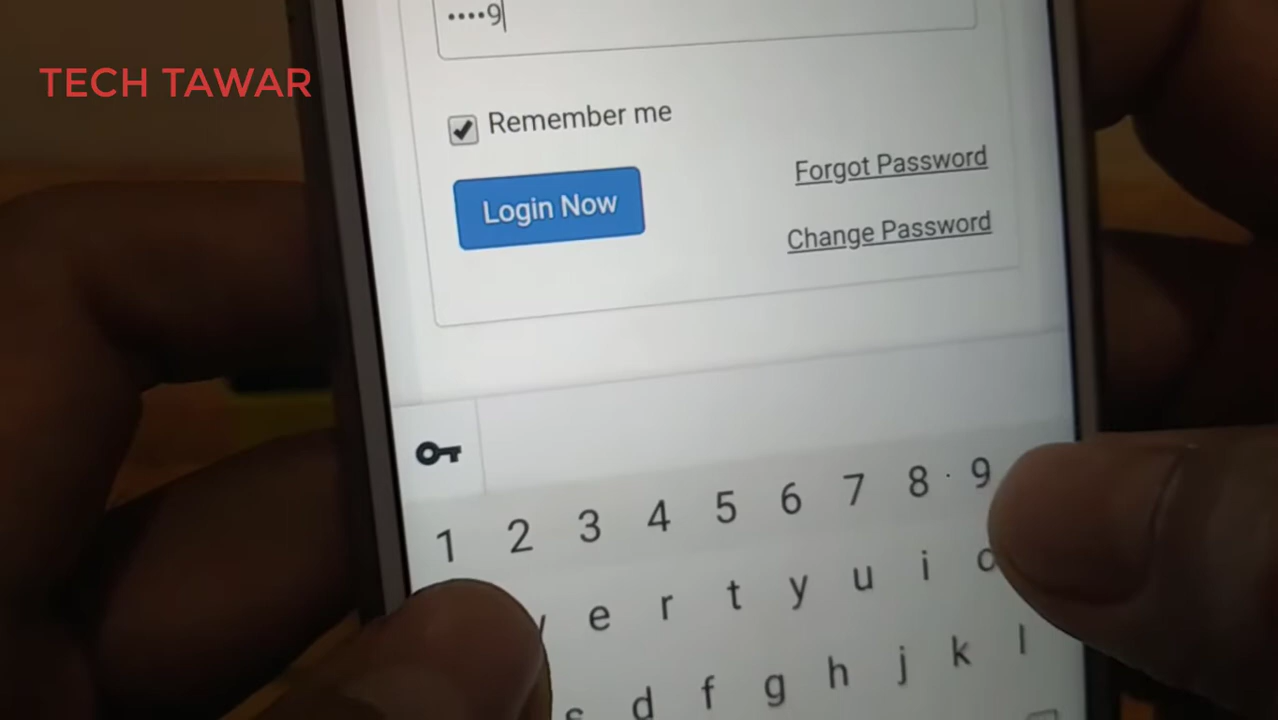 ••••9
TECH TAWAR
Remember me
Forgot Password
Login Now
Change Password
1 2 3 4 5 6 7 8 9
e r t y u i o
s d f g h j k l